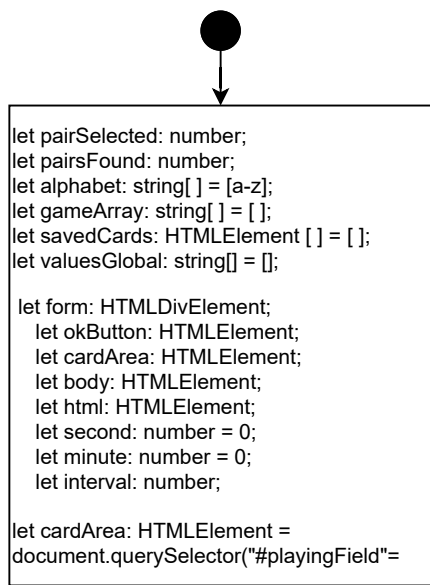 let pairSelected: number;
let pairsFound: number;
let alphabet: string[ ] = [a-z];
let gameArray: string[ ] = [ ];
let savedCards: HTMLElement [ ] = [ ];
let valuesGlobal: string[] = [];
let form: HTMLDivElement;
let okButton: HTMLElement;
let cardArea: HTMLElement;
let body: HTMLElement;
let html: HTMLElement;
let second: number = 0;
let minute: number = 0;
let interval: number;
let cardArea: HTMLElement =
document.querySelector("#playingField"=